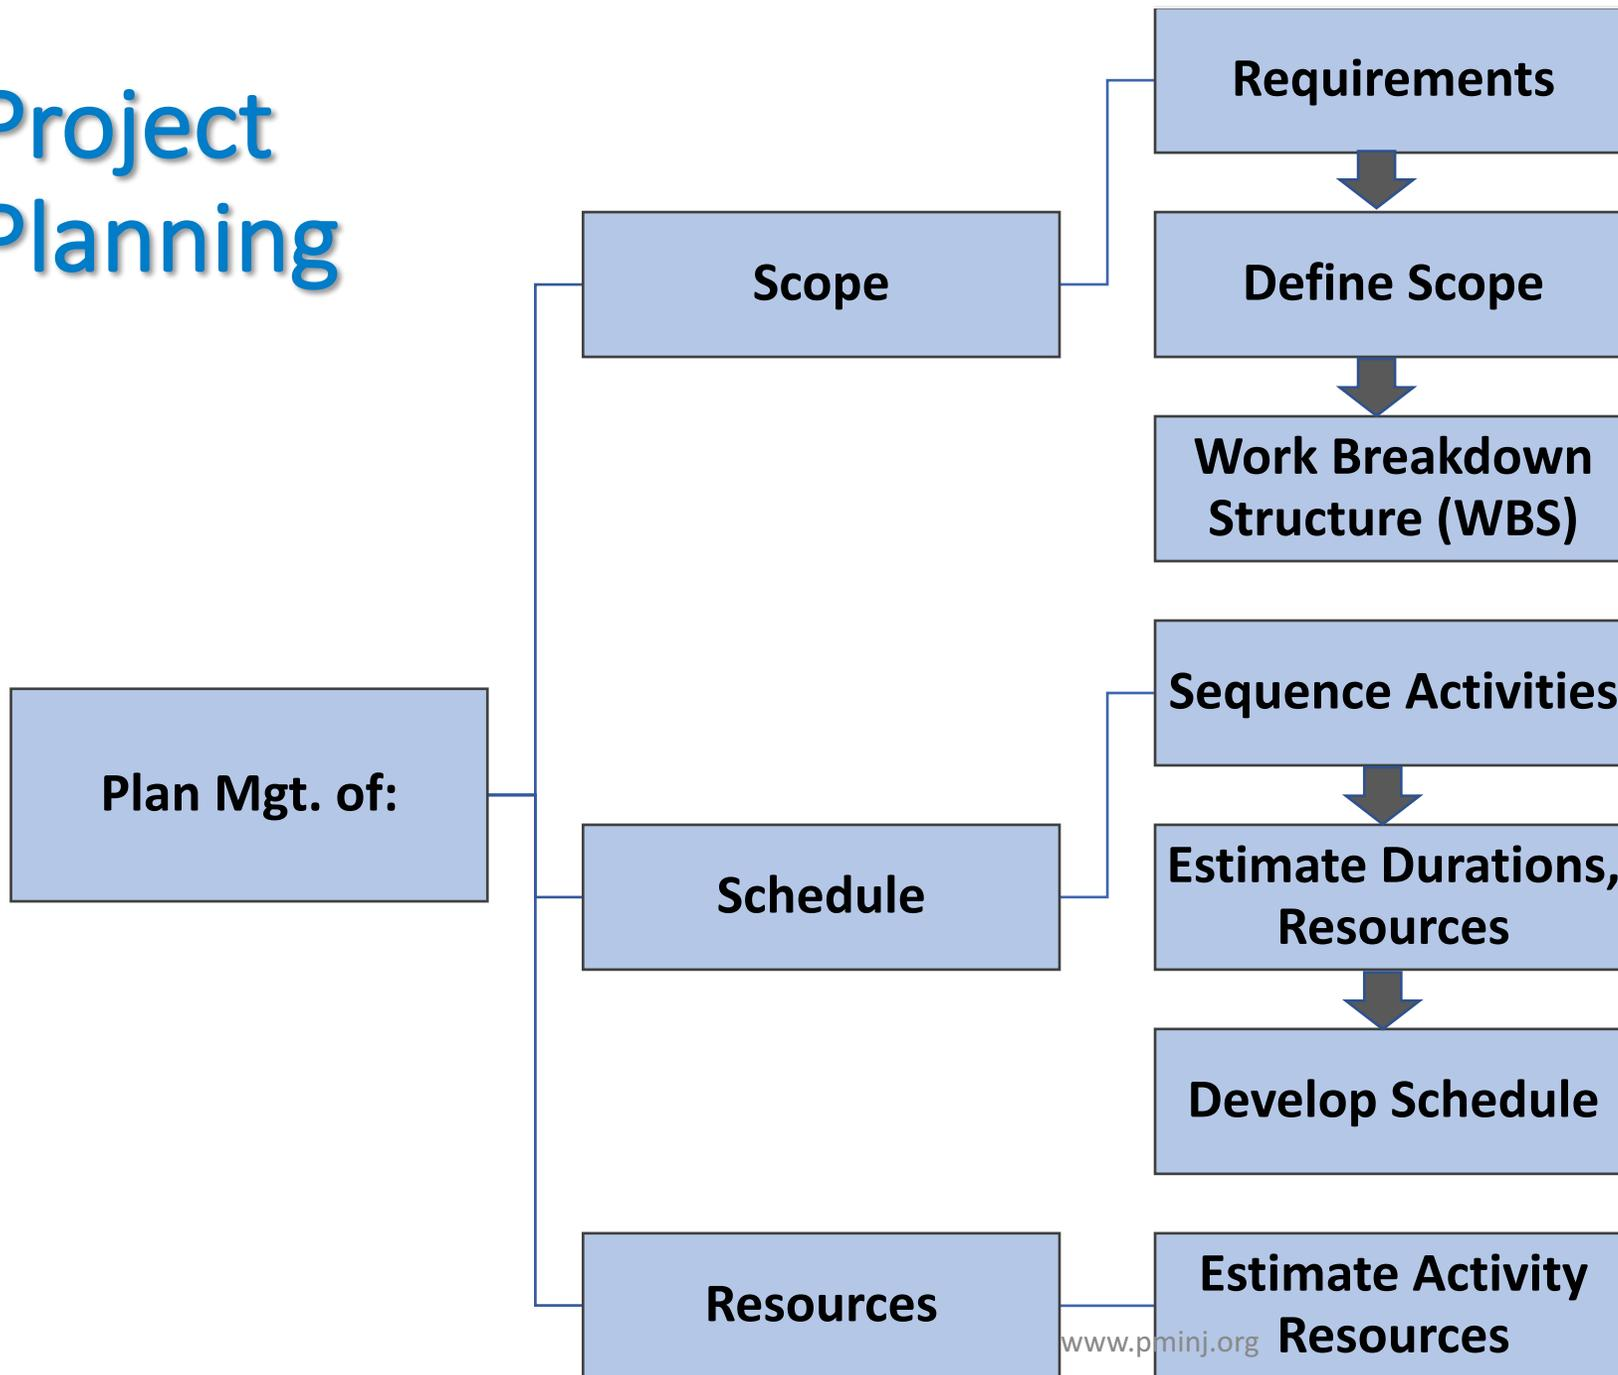 Project
Planning
Plan Mgt. of:
Scope
Requirements
Define Scope
Work Breakdown
Structure (WBS)
Schedule
Sequence Activities
Estimate Durations,
Resources
Develop Schedule
Resources
Estimate Activity
Resources
www.pminj.org